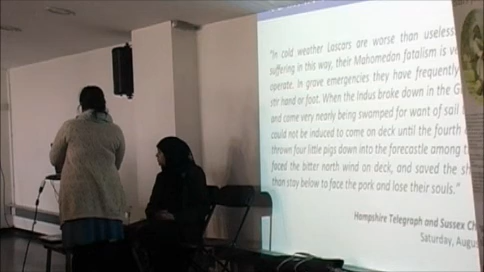 "In cold weather Lascars are worse than useless
suffering in this way, their Mahomedan fatalism is ve
operate. In grave emergencies they have frequently
stir hand or foot. When the Indus broke down in the G
and came very nearly being swamped for want of sail
could not be induced to come on deck until the fourth
throws four little pigs down into the forecastle among t
faced the bitter north wind on deck, and saved the sh
than stay below to face the pork and lose their souls."
Hampshire Telegraph and Sussex Ch
Saturday, Augus